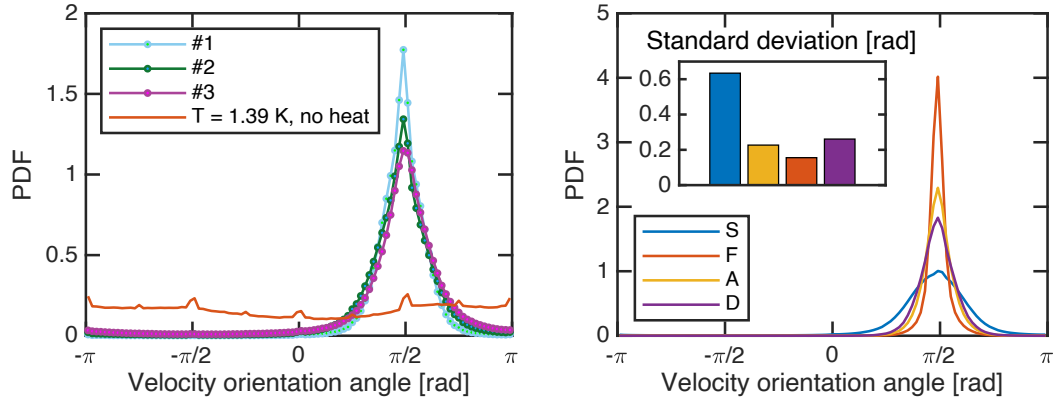 2
1.5
1
0.5
0
PDF
#1
#2
#3
T = 1.39 K, no heat
-π
-π/2
0
π/2
π
Velocity orientation angle [rad]
5
4
3
2
1
0
PDF
Standard deviation [rad]
0.6
0.4
0.2
0
S
F
A
D
-π
-π/2
0
π/2
π
Velocity orientation angle [rad]